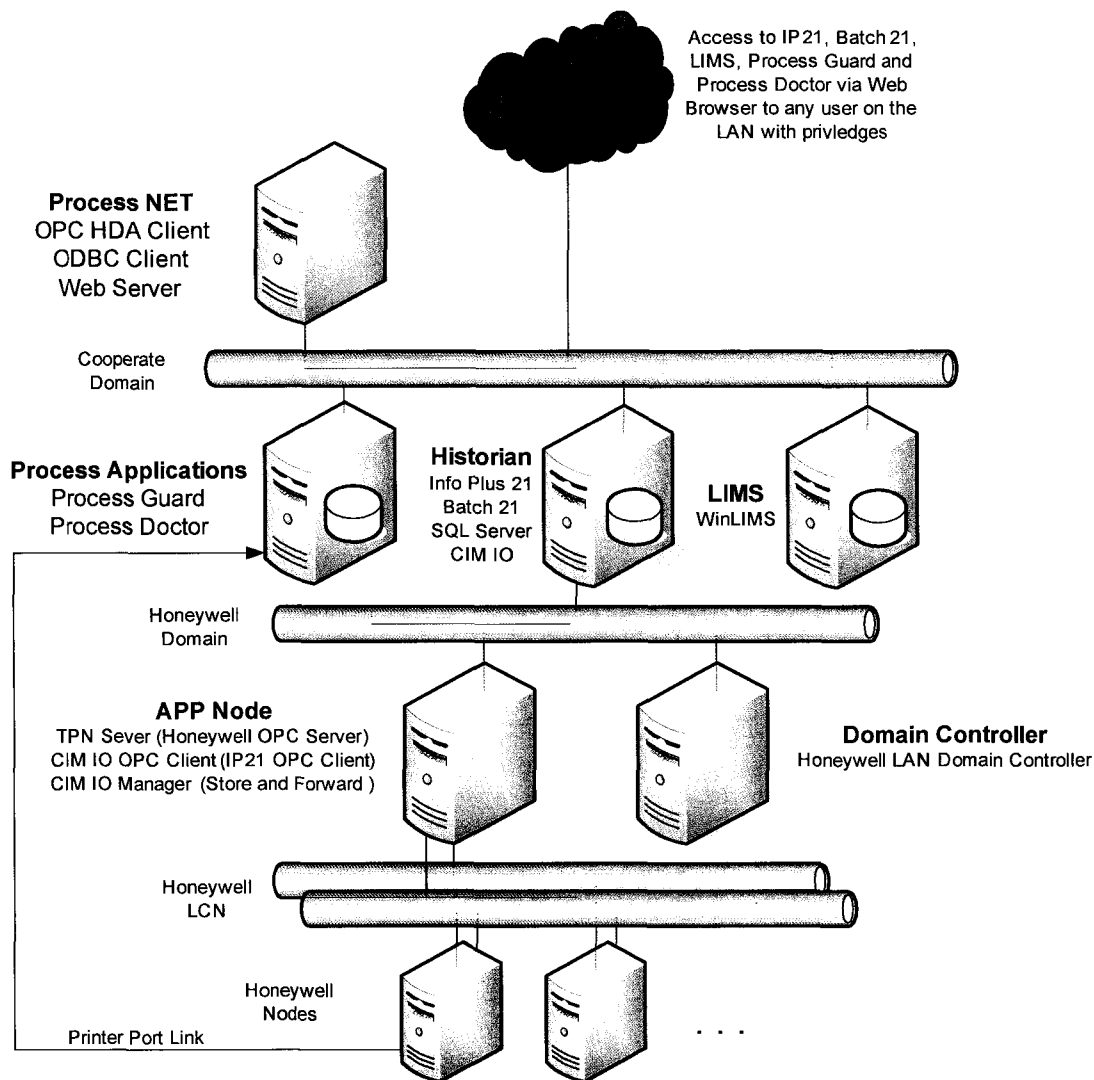 Access to IP21, Batch 21,
LIMS, Process Guard and
Process Doctor via Web
Browser to any user on the
LAN with privledges
Process NET
OPC HDA Client
ODBC Client
Web Server
Cooperate
Domain
Process Applications
Process Guard
Process Doctor
Historian
Info Plus 21
Batch 21
SQL Server
CIM IO
LIMS
WinLIMS
Honeywell
Domain
APP Node
TPN Sever (Honeywell OPC Server)
CIM IO OPC Client (IP21 OPC Client)
CIM IO Manager (Store and Forward )
Domain Controller
Honeywell LAN Domain Controller
Honeywell
LCN
Honeywell
Nodes
. . .
Printer Port Link